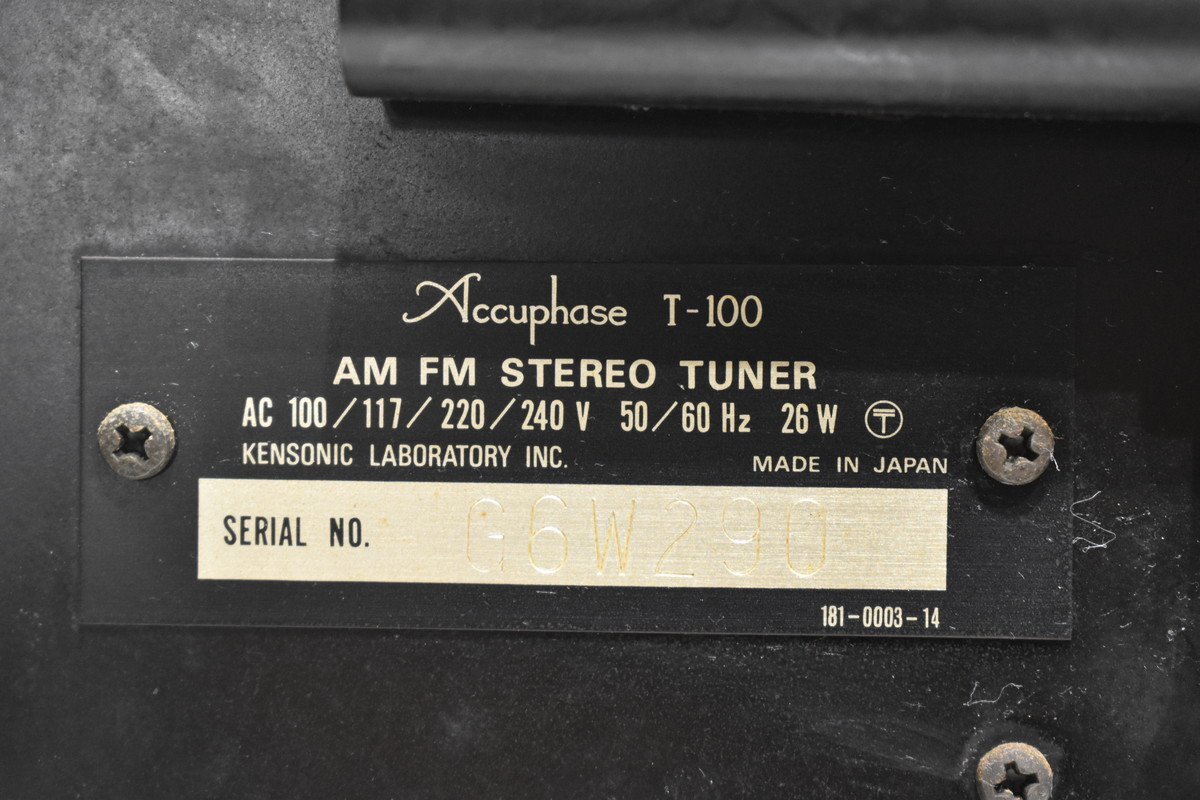 Accuphase T-100
AM FM STEREO TUNER
AC 100/117/220/240 V 50/60 Hz 26 W 〶
KENSONIC LABORATORY INC. MADE IN JAPAN
SERIAL NO. G6W290
181-0003-14